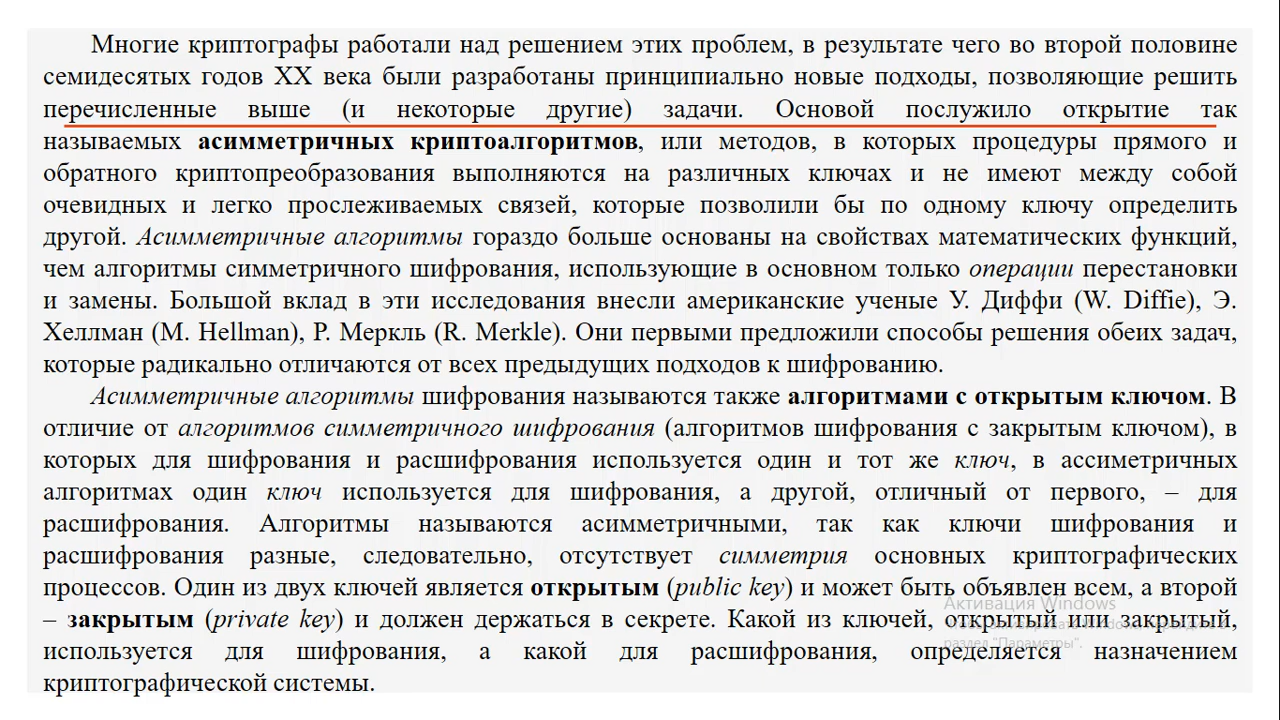 Многие криптографы работали над решением этих проблем, в результате чего во второй половине
семидесятых годов XX века были разработаны принципиально новые подходы, позволяющие решить
перечисленные выше (и некоторые другие) задачи. Основой послужило открытие так
называемых асимметричных криптоалгоритмов, или методов, в которых процедуры прямого и
обратного криптопреобразования выполняются на различных ключах и не имеют между собой
очевидных и легко прослеживаемых связей, которые позволили бы по одному ключу определить
другой. Асимметричные алгоритмы гораздо больше основаны на свойствах математических функций,
чем алгоритмы симметричного шифрования, использующие в основном только операции перестановки
и замены. Большой вклад в эти исследования внесли американские ученые У. Диффи (W. Diffie), Э.
Хеллман (M. Hellman), Р. Меркль (R. Merkle). Они первыми предложили способы решения обеих задач,
которые радикально отличаются от всех предыдущих подходов к шифрованию.
Асимметричные алгоритмы шифрования называются также алгоритмами с открытым ключом. В
отличие от алгоритмов симметричного шифрования (алгоритмов шифрования с закрытым ключом), в
которых для шифрования и расшифрования используется один и тот же ключ, в ассиметричных
алгоритмах один ключ используется для шифрования, а другой, отличный от первого, – для
расшифрования. Алгоритмы называются асимметричными, так как ключи шифрования и
расшифрования разные, следовательно, отсутствует симметрия основных криптографических
процессов. Один из двух ключей является открытым (public key) и может быть объявлен всем, а второй
– закрытым (private key) и должен держаться в секрете. Какой из ключей, открытый или закрытый,
используется для шифрования, а какой для расшифрования, определяется назначением
криптографической системы.
Активация Windows
раздел "Параметры".